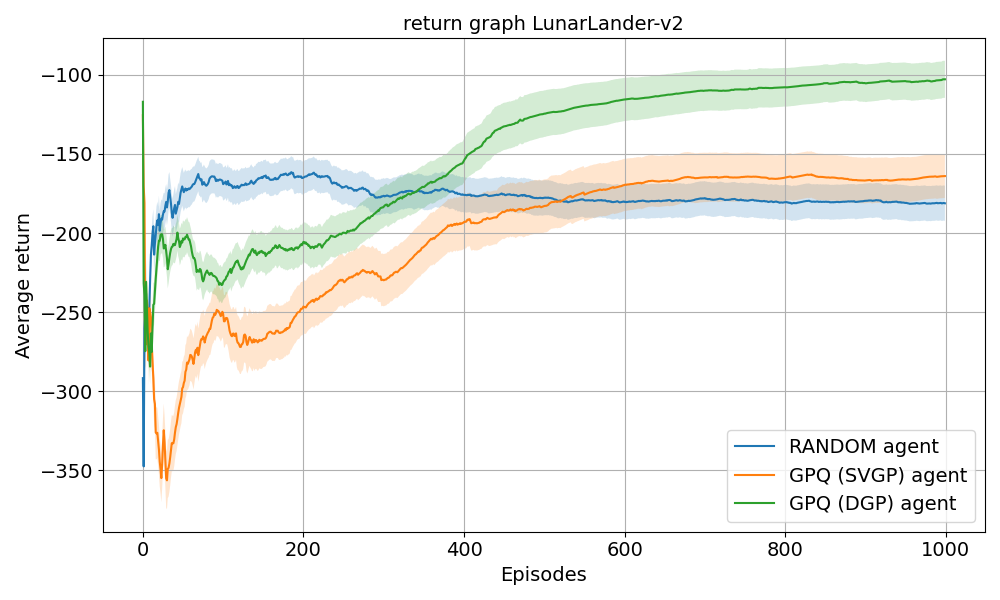 return graph LunarLander-v2
Average return
−100
−150
−200
−250
−300
−350
0
200
400
600
800
1000
Episodes
RANDOM agent
GPQ (SVGP) agent
GPQ (DGP) agent